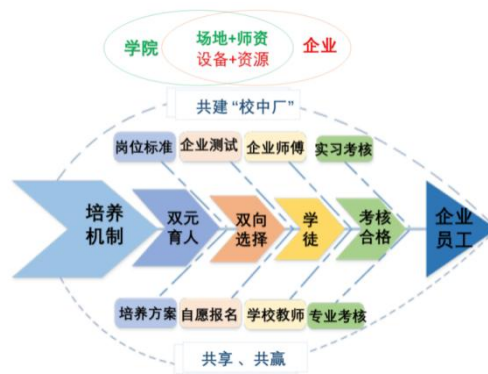 学院
场地+师资
设备+资源
企业
共建“校中厂”
岗位标准
企业测试
企业师傅
实习考核
培养
机制
双元
育人
双向
选择
学
徒
考核
合格
企业
员工
培养方案
自愿报名
学校教师
专业考核
共享、共赢